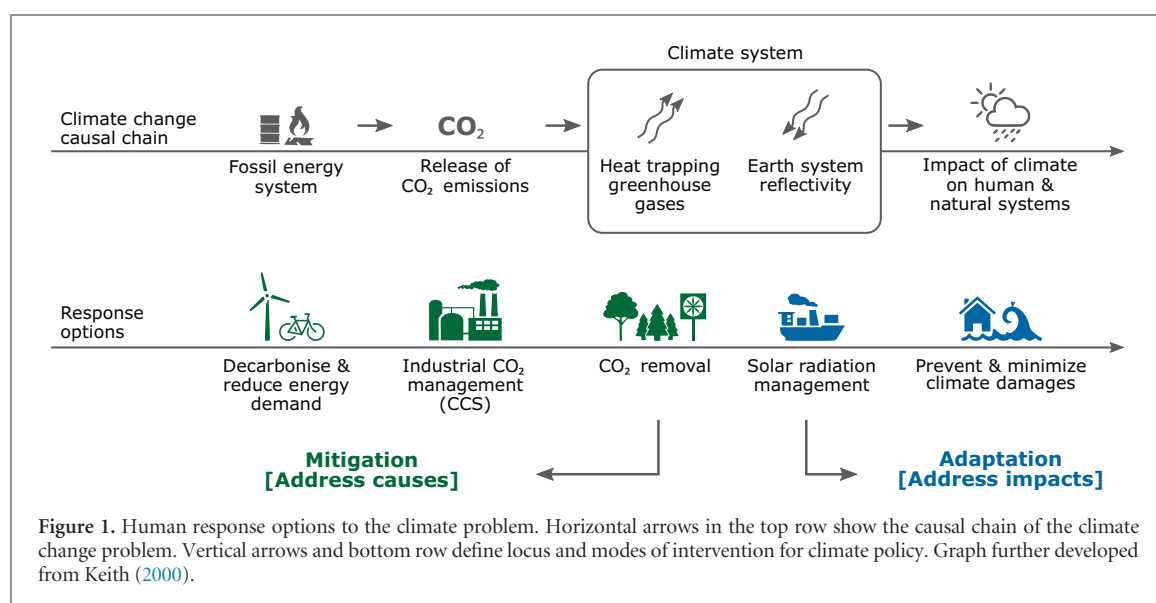 Climate system
Climate change
causal chain
CO₂
Fossil energy
system
Release of
CO₂ emissions
Heat trapping
greenhouse
gases
Earth system
reflectivity
Impact of climate
on human &
natural systems
Response
options
Decarbonise &
reduce energy
demand
Industrial CO₂
management
(CCS)
CO₂ removal
Solar radiation
management
Prevent & minimize
climate damages
Mitigation
[Address causes]
Adaptation
[Address impacts]
Figure 1. Human response options to the climate problem. Horizontal arrows in the top row show the causal chain of the climate
change problem. Vertical arrows and bottom row define locus and modes of intervention for climate policy. Graph further developed
from Keith (2000).